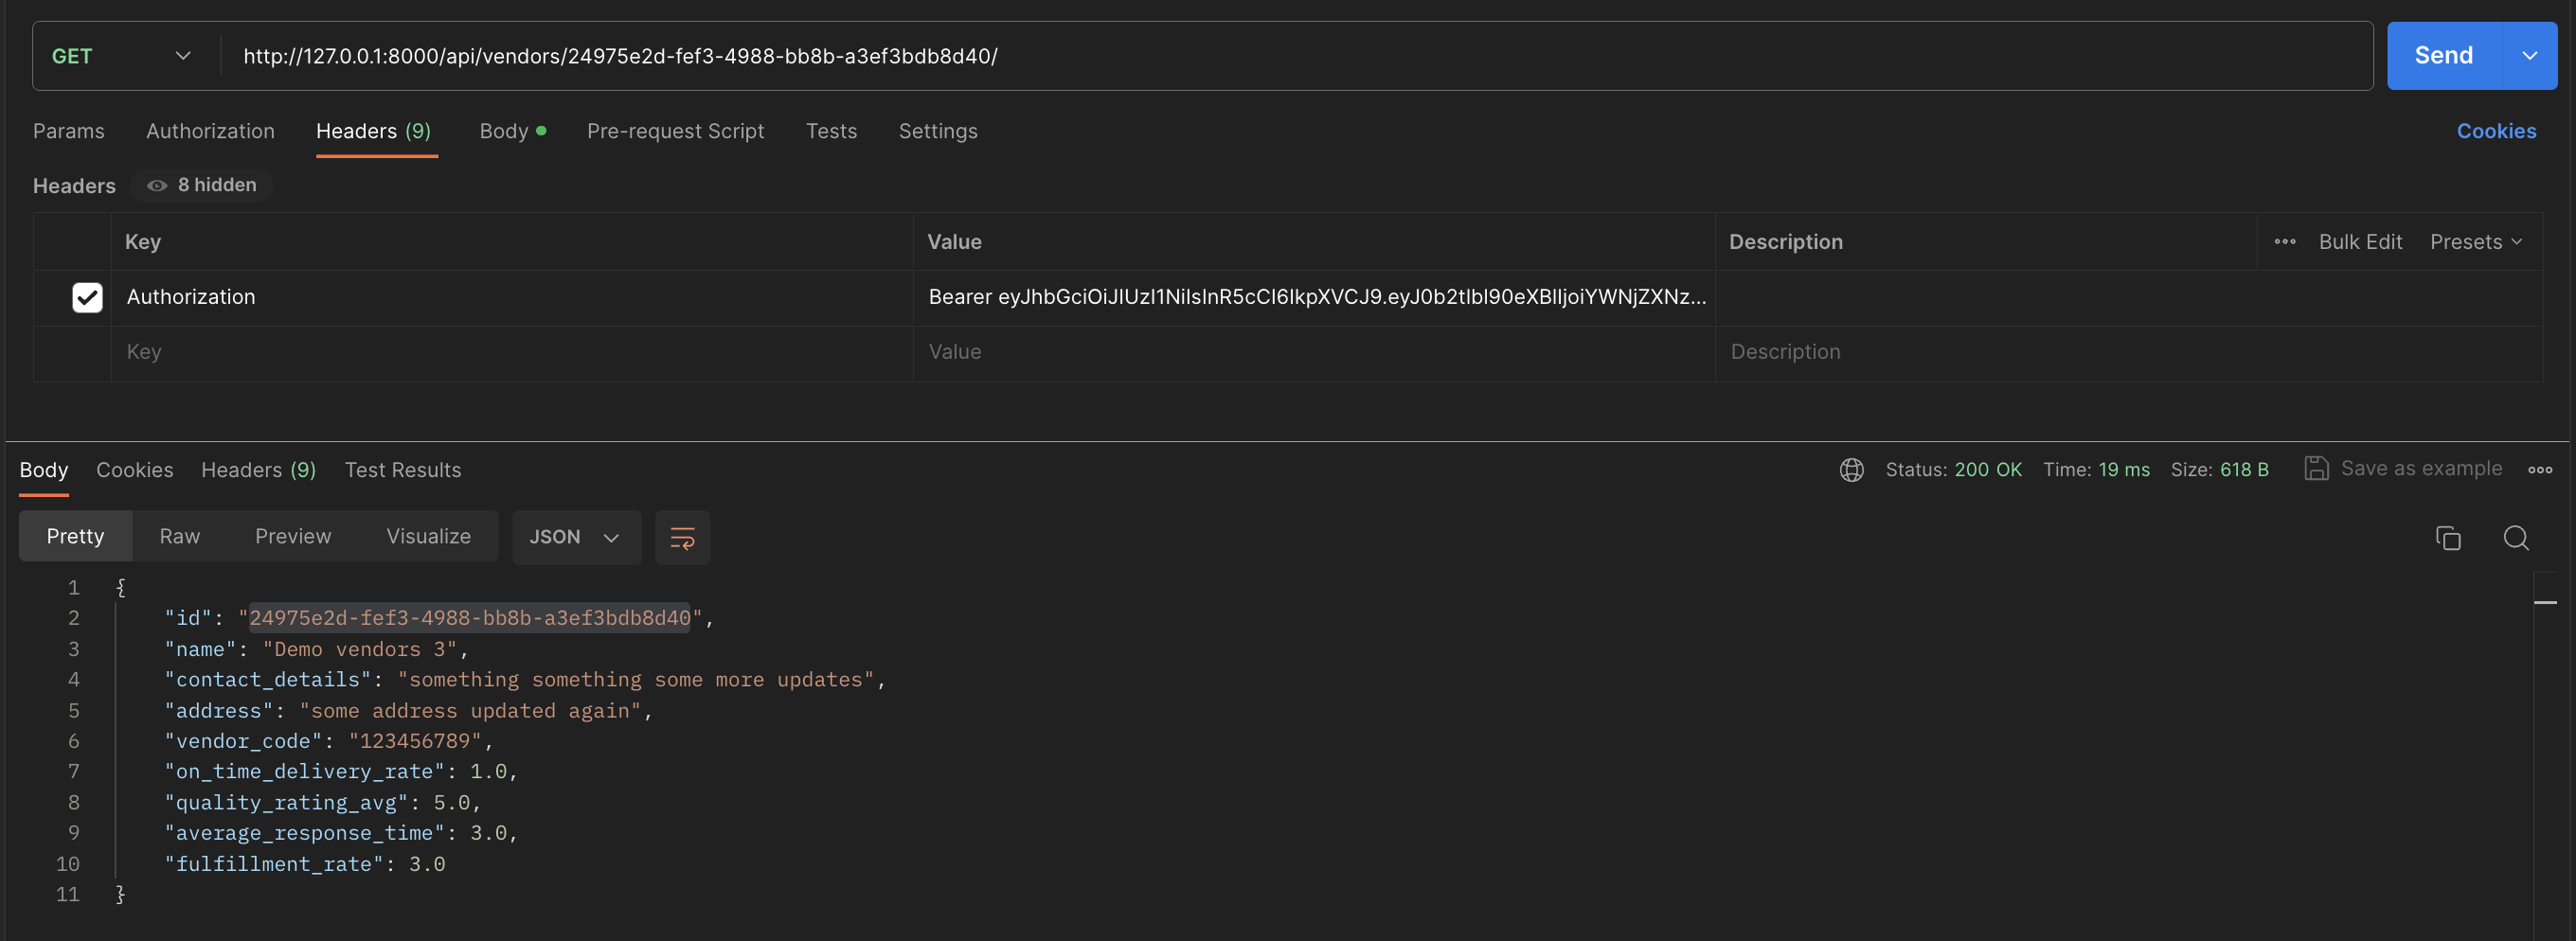 GET http://127.0.0.1:8000/api/vendors/24975e2d-fef3-4988-bb8b-a3ef3bdb8d40/ Send
Params Authorization Headers (9) Body Pre-request Script Tests Settings Cookies
Headers 8 hidden
Key Value Description ••• Bulk Edit Presets
Authorization Bearer eyJhbGciOiJIUzI1NiIsInR5cCI6IkpXVCJ9.eyJ0b2tlbl90eXBlIjoiYWNjZXNz...
Key Value Description
Body Cookies Headers (9) Test Results Status: 200 OK Time: 19 ms Size: 618 B Save as example
Pretty Raw Preview Visualize JSON
1 {
2 "id": "24975e2d-fef3-4988-bb8b-a3ef3bdb8d40",
3 "name": "Demo vendors 3",
4 "contact_details": "something something some more updates",
5 "address": "some address updated again",
6 "vendor_code": "123456789",
7 "on_time_delivery_rate": 1.0,
8 "quality_rating_avg": 5.0,
9 "average_response_time": 3.0,
10 "fulfillment_rate": 3.0
11 }